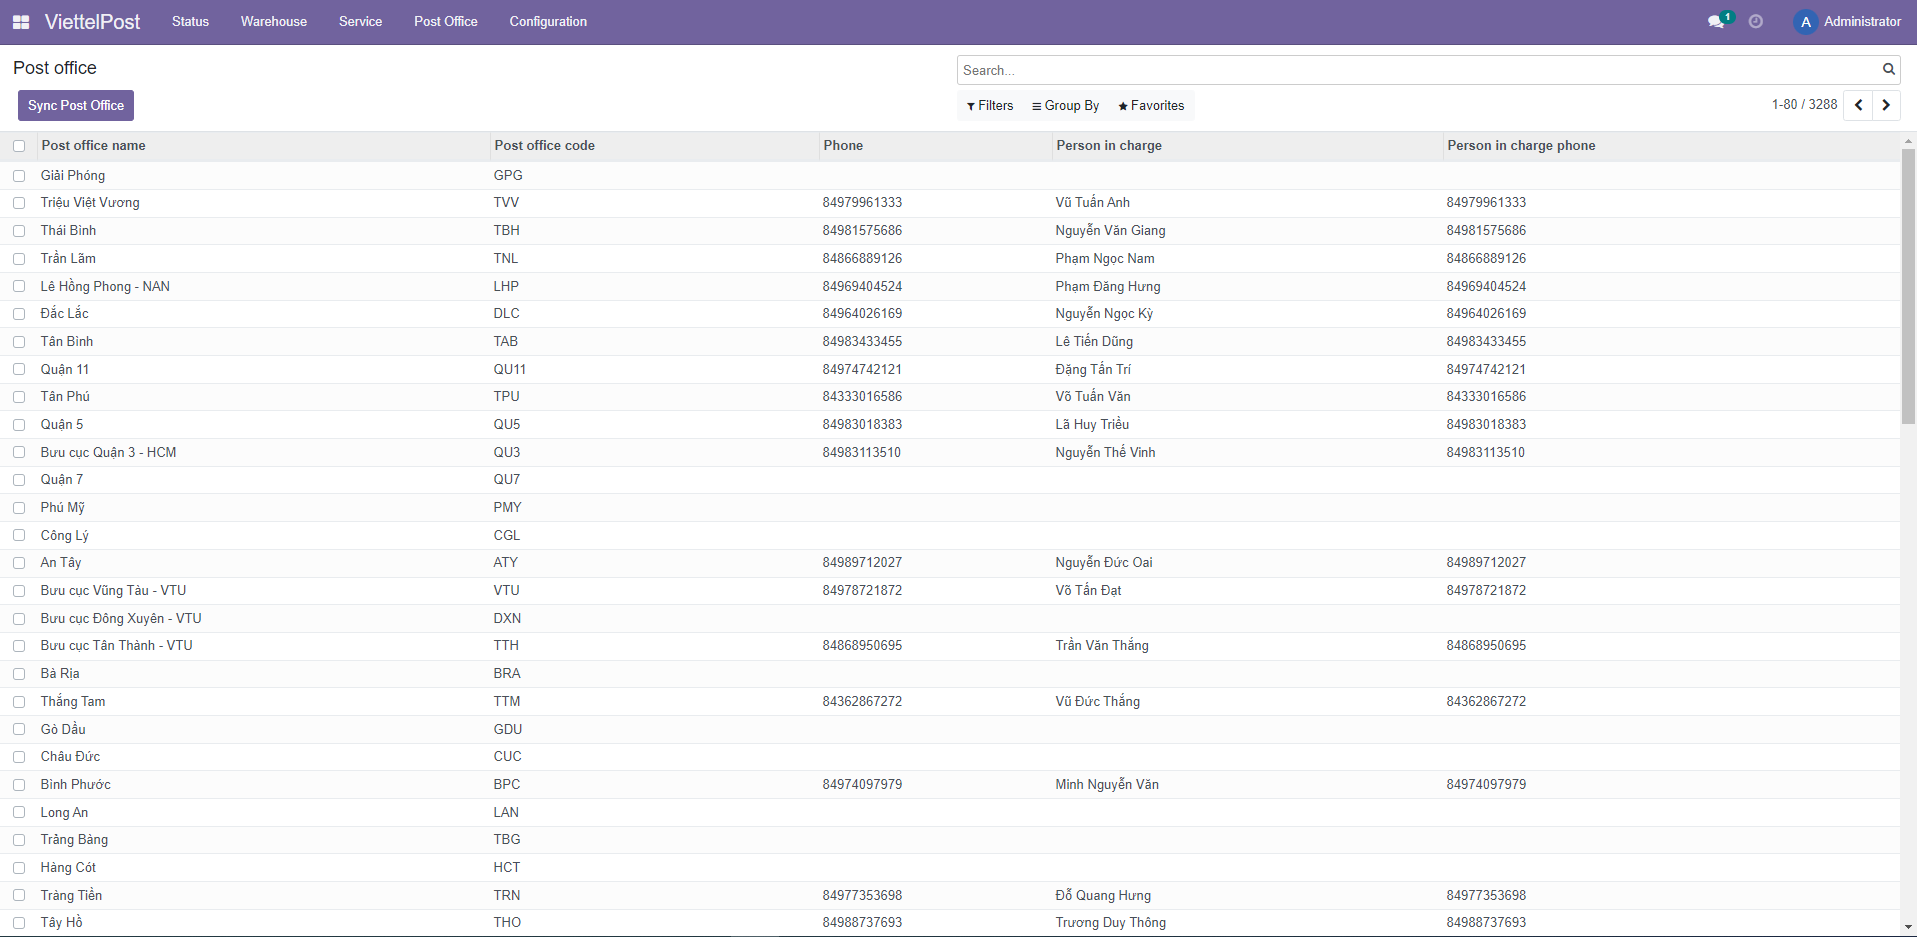 ViettelPost Status Warehouse Service Post Office Configuration 1 A Administrator
Post office
Search...
Sync Post Office
Filters Group By Favorites 1-80 / 3288
Post office name Post office code Phone Person in charge Person in charge phone
Giải Phóng GPG
Triệu Việt Vương TVV 84979961333 Vũ Tuấn Anh 84979961333
Thái Bình TBH 84981575686 Nguyễn Văn Giang 84981575686
Trần Lãm TNL 84866889126 Phạm Ngọc Nam 84866889126
Lê Hồng Phong - NAN LHP 84969404524 Phạm Đăng Hưng 84969404524
Đắc Lắc DLC 84964026169 Nguyễn Ngọc Kỳ 84964026169
Tân Bình TAB 84983433455 Lê Tiến Dũng 84983433455
Quận 11 QU11 84974742121 Đặng Tấn Trí 84974742121
Tân Phú TPU 84333016586 Võ Tuấn Văn 84333016586
Quận 5 QU5 84983018383 Lã Huy Triều 84983018383
Bưu cục Quận 3 - HCM QU3 84983113510 Nguyễn Thế Vinh 84983113510
Quận 7 QU7
Phú Mỹ PMY
Công Lý CGL
An Tây ATY 84989712027 Nguyễn Đức Oai 84989712027
Bưu cục Vũng Tàu - VTU VTU 84978721872 Võ Tấn Đạt 84978721872
Bưu cục Đông Xuyên - VTU DXN
Bưu cục Tân Thành - VTU TTH 84868950695 Trần Văn Thắng 84868950695
Bà Rịa BRA
Thắng Tam TTM 84362867272 Vũ Đức Thắng 84362867272
Gò Dầu GDU
Châu Đức CUC
Bình Phước BPC 84974097979 Minh Nguyễn Văn 84974097979
Long An LAN
Trảng Bàng TBG
Hàng Cót HCT
Tràng Tiền TRN 84977353698 Đỗ Quang Hưng 84977353698
Tây Hồ THO 84988737693 Trương Duy Thông 84988737693